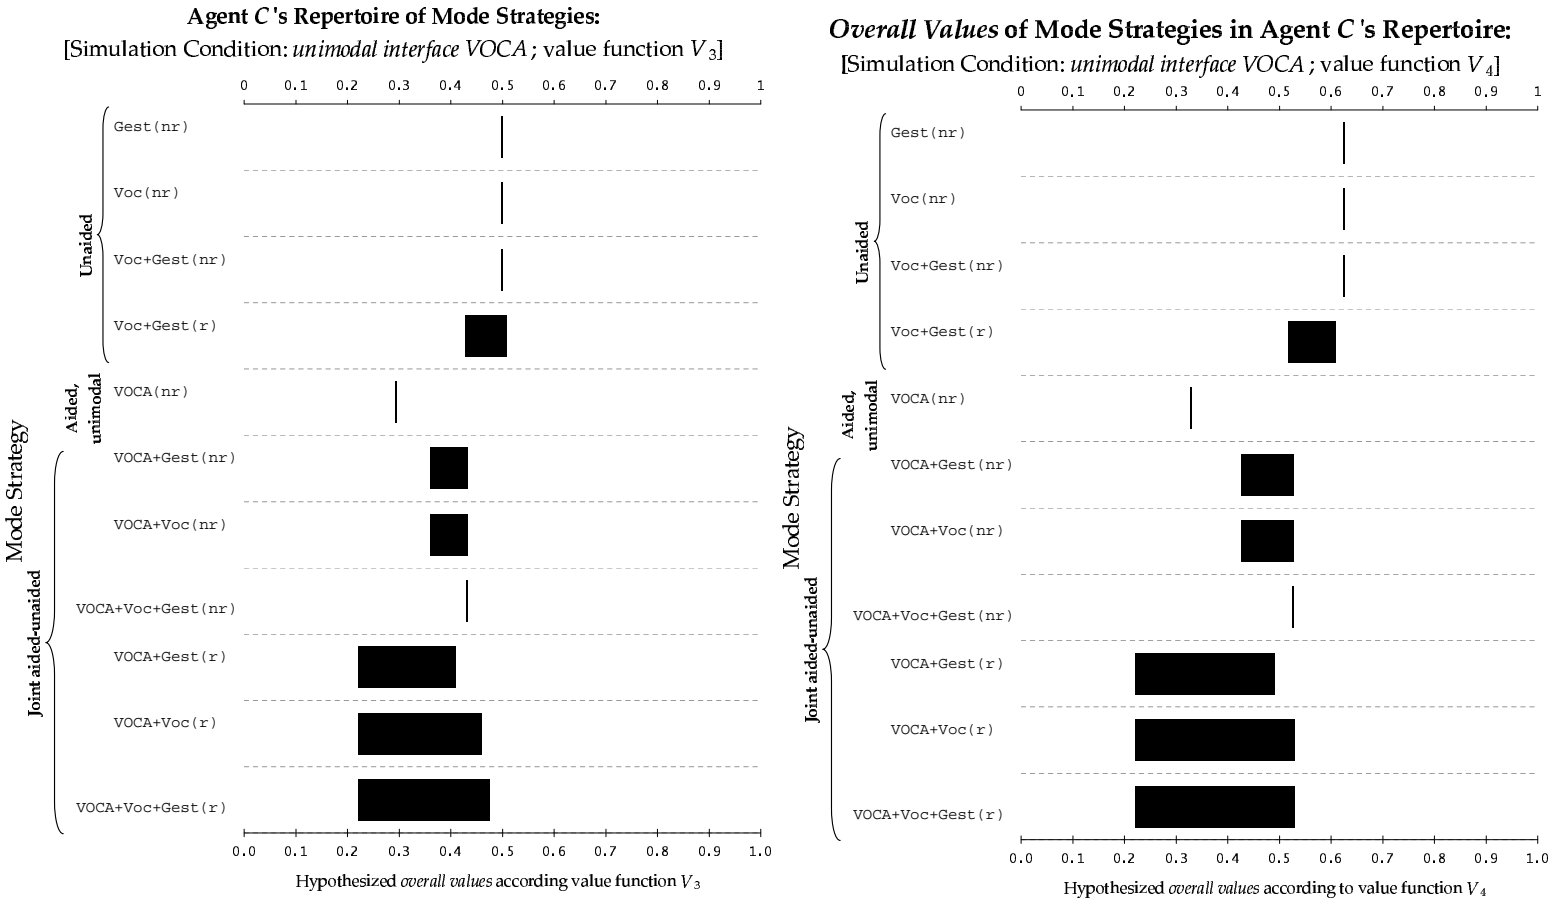 Agent C's Repertoire of Mode Strategies:
[Simulation Condition: unimodal interface VOCA; value function V3]
0 0.1 0.2 0.3 0.4 0.5 0.6 0.7 0.8 0.9 1
Mode Strategy
Unaided
Gest(nr)
Voc(nr)
Voc+Gest(nr)
Voc+Gest(r)
Aided,
unimodal
VOCA(nr)
Joint aided-unaided
VOCA+Gest(nr)
VOCA+Voc(nr)
VOCA+Voc+Gest(nr)
VOCA+Gest(r)
VOCA+Voc(r)
VOCA+Voc+Gest(r)
0.0 0.1 0.2 0.3 0.4 0.5 0.6 0.7 0.8 0.9 1.0
Hypothesized overall values according value function V3
Overall Values of Mode Strategies in Agent C's Repertoire:
[Simulation Condition: unimodal interface VOCA; value function V4]
0 0.1 0.2 0.3 0.4 0.5 0.6 0.7 0.8 0.9 1
Mode Strategy
Unaided
Gest(nr)
Voc(nr)
Voc+Gest(nr)
Voc+Gest(r)
Aided,
unimodal
VOCA(nr)
Joint aided-unaided
VOCA+Gest(nr)
VOCA+Voc(nr)
VOCA+Voc+Gest(nr)
VOCA+Gest(r)
VOCA+Voc(r)
VOCA+Voc+Gest(r)
0.0 0.1 0.2 0.3 0.4 0.5 0.6 0.7 0.8 0.9 1.0
Hypothesized overall values according to value function V4